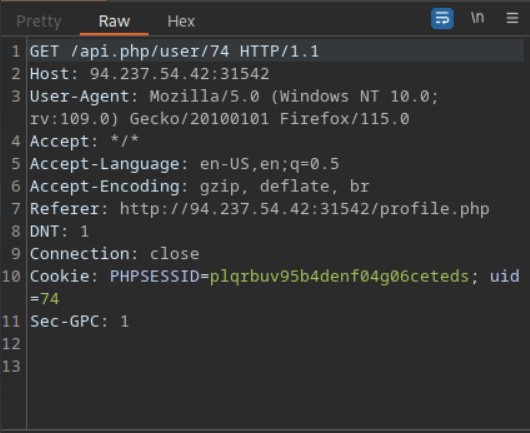 Pretty Raw Hex \n
1 GET /api.php/user/74 HTTP/1.1
2 Host: 94.237.54.42:31542
3 User-Agent: Mozilla/5.0 (Windows NT 10.0;
rv:109.0) Gecko/20100101 Firefox/115.0
4 Accept: */*
5 Accept-Language: en-US,en;q=0.5
6 Accept-Encoding: gzip, deflate, br
7 Referer: http://94.237.54.42:31542/profile.php
8 DNT: 1
9 Connection: close
10 Cookie: PHPSESSID=plqrbuv95b4denf04g06ceteds; uid
=74
11 Sec-GPC: 1
12
13